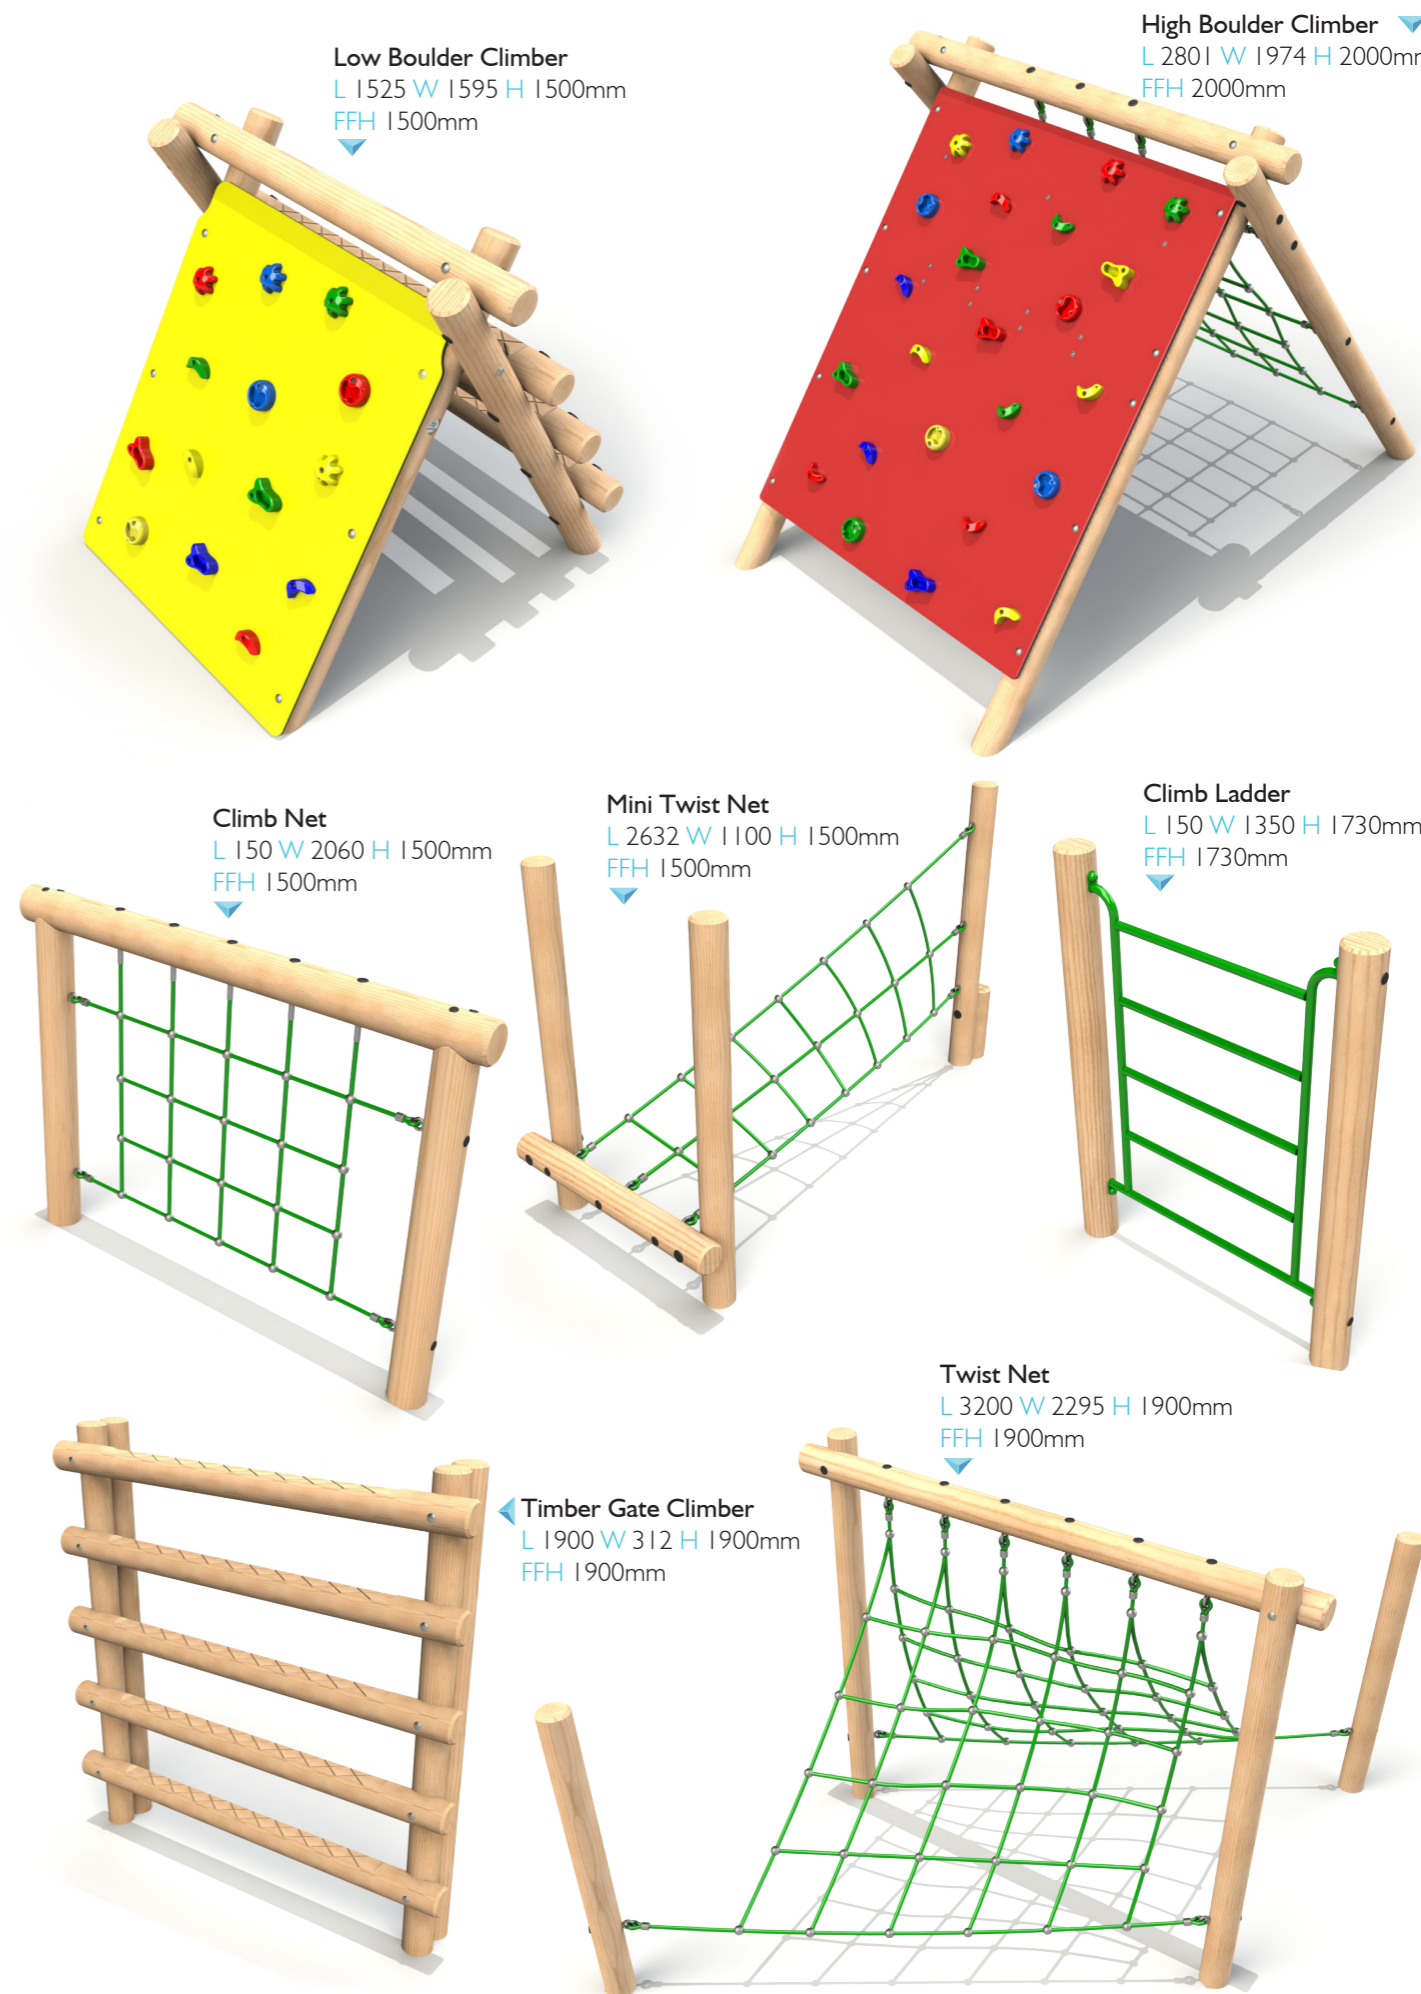 Low Boulder Climber
L 1525 W 1595 H 1500mm
FFH 1500mm
High Boulder Climber
L 2801 W 1974 H 2000mm
FFH 2000mm
Climb Net
L 150 W 2060 H 1500mm
FFH 1500mm
Mini Twist Net
L 2632 W 1100 H 1500mm
FFH 1500mm
Climb Ladder
L 150 W 1350 H 1730mm
FFH 1730mm
Twist Net
L 3200 W 2295 H 1900mm
FFH 1900mm
Timber Gate Climber
L 1900 W 312 H 1900mm
FFH 1900mm